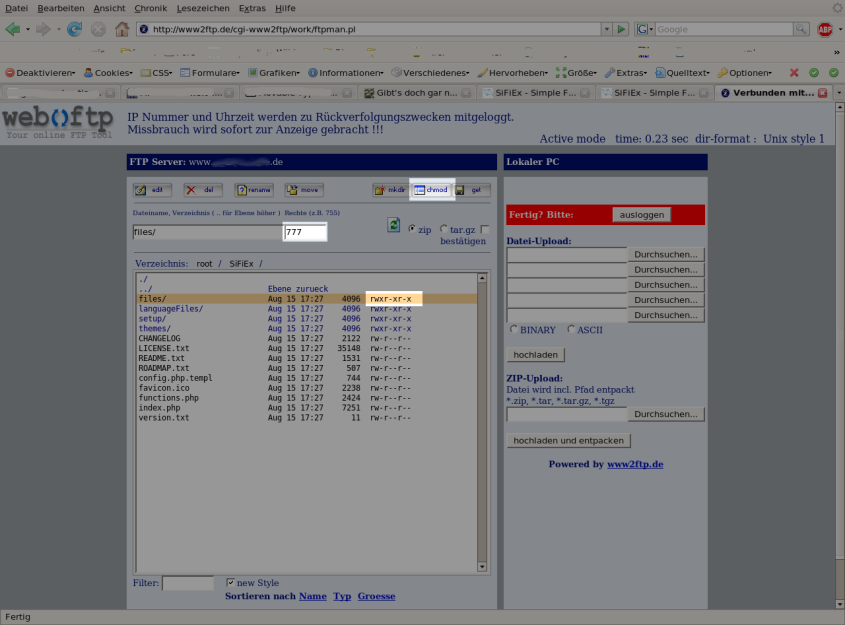 Datei Bearbeiten Ansicht Chronik Lesezeichen Extras Hilfe
http://www2ftp.de/cgi-www2ftp/work/ftpman.pl
Google
ABP
Deaktivieren Cookies CSS Formulare Grafiken Informationen Verschiedenes Hervorheben Größe Extras Quelltext Optionen
Gibt's doch gar n... SiFiEx - Simple F... SiFiEx - Simple F... Verbunden mit...
web ftp
Your online FTP Tool
IP Nummer und Uhrzeit werden zu Rückverfolgungszwecken mitgeloggt.
Missbrauch wird sofort zur Anzeige gebracht !!!
Active mode time: 0.23 sec dir-format : Unix style 1
FTP Server: www. .de
Lokaler PC
edit del rename move mkdir chmod get
Dateiname, Verzeichnis ( .. für Ebene höher ) Rechte (z.B. 755)
files/ 777
zip tar.gz
bestätigen
Verzeichnis: root / SiFiEx /
./
../ Ebene zurueck
files/ Aug 15 17:27 4096 rwxr-xr-x
languageFiles/ Aug 15 17:27 4096 rwxr-xr-x
setup/ Aug 15 17:27 4096 rwxr-xr-x
themes/ Aug 15 17:27 4096 rwxr-xr-x
CHANGELOG Aug 15 17:27 2122 rw-r--r--
LICENSE.txt Aug 15 17:27 35148 rw-r--r--
README.txt Aug 15 17:27 1531 rw-r--r--
ROADMAP.txt Aug 15 17:27 507 rw-r--r--
config.php.templ Aug 15 17:27 744 rw-r--r--
favicon.ico Aug 15 17:27 2238 rw-r--r--
functions.php Aug 15 17:27 2424 rw-r--r--
index.php Aug 15 17:27 7251 rw-r--r--
version.txt Aug 15 17:27 11 rw-r--r--
Filter: new Style
Sortieren nach Name Typ Groesse
Fertig? Bitte: ausloggen
Datei-Upload:
Durchsuchen...
Durchsuchen...
Durchsuchen...
Durchsuchen...
Durchsuchen...
BINARY ASCII
hochladen
ZIP-Upload:
Datei wird incl. Pfad entpackt
*.zip, *.tar, *.tar.gz, *.tgz
Durchsuchen...
hochladen und entpacken
Powered by www2ftp.de
Fertig